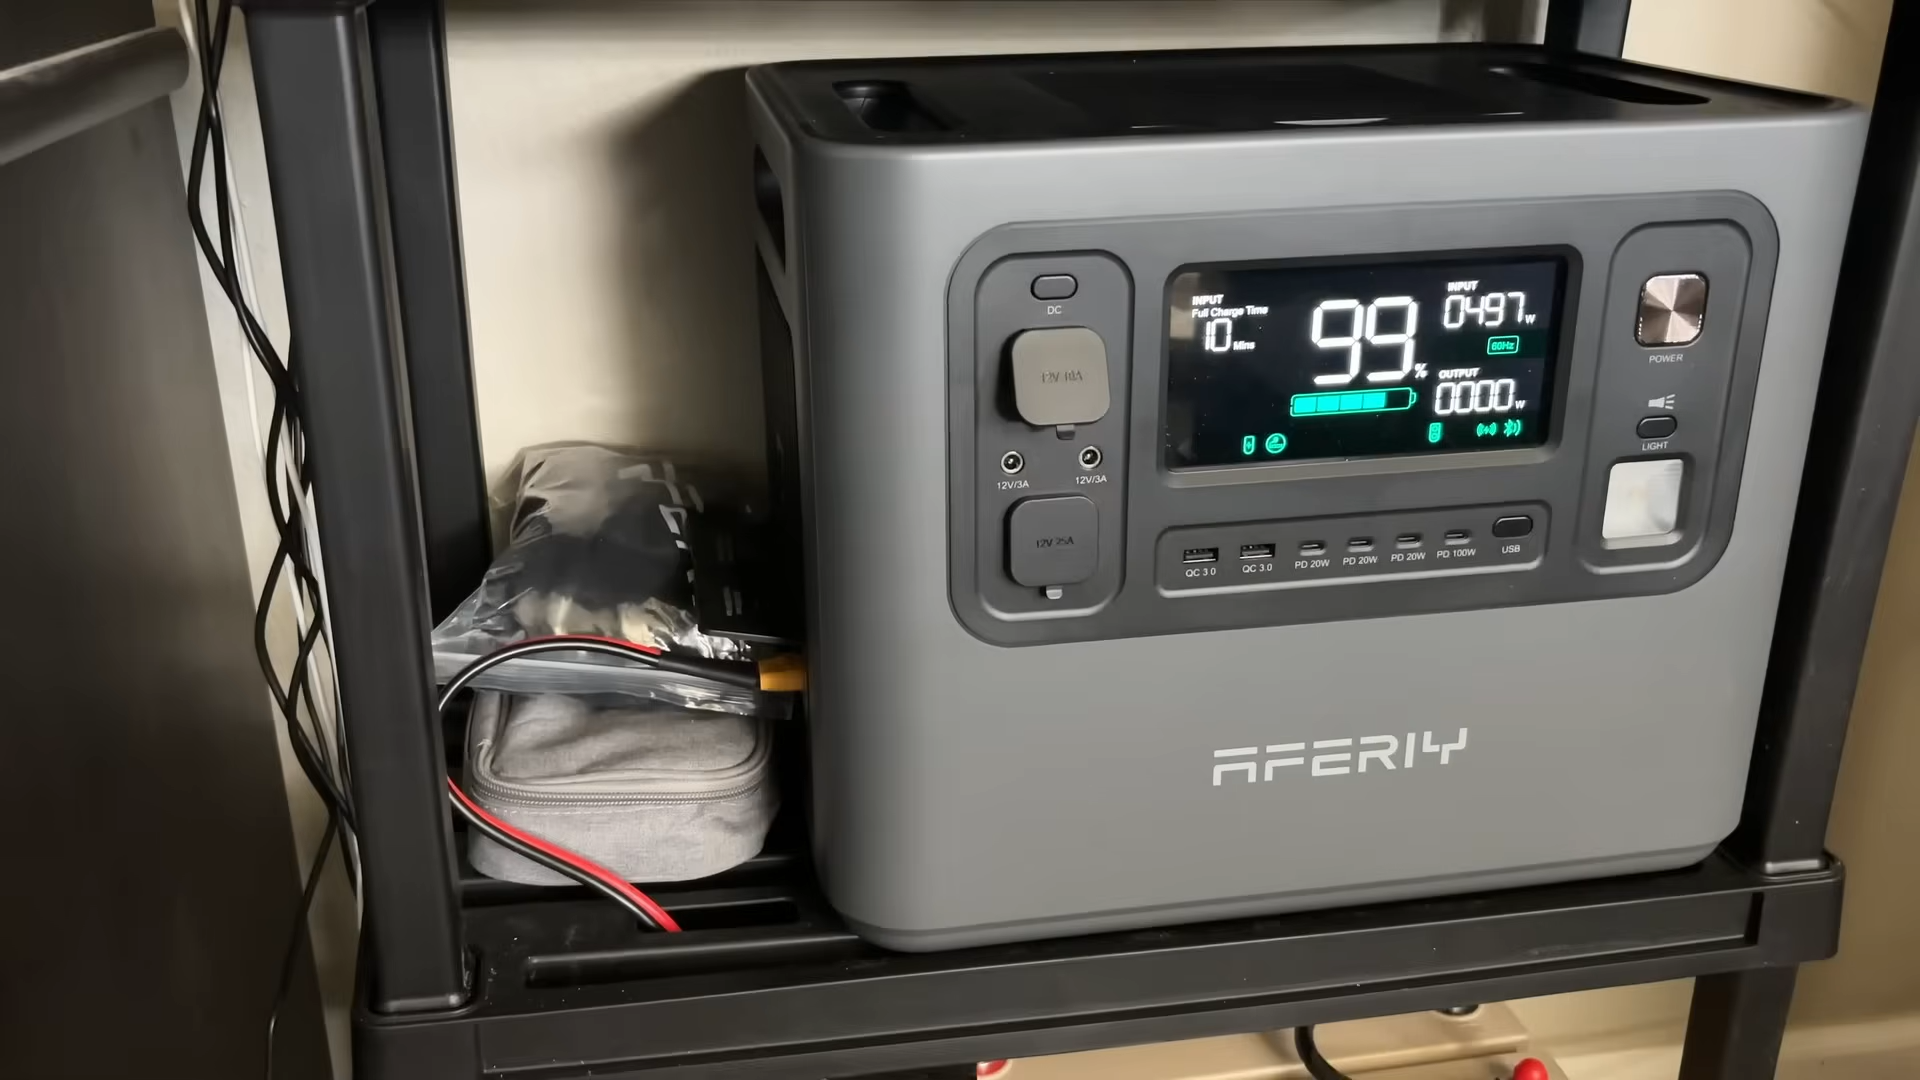 DC
12V 10A
12V/3A
12V/3A
12V 25A
INPUT
Full Charge Time
10 Mins
99 %
INPUT
0497 W
60Hz
OUTPUT
0000 W
QC 3.0
QC 3.0
PD 20W
PD 20W
PD 20W
PD 100W
USB
POWER
LIGHT
AFERIY